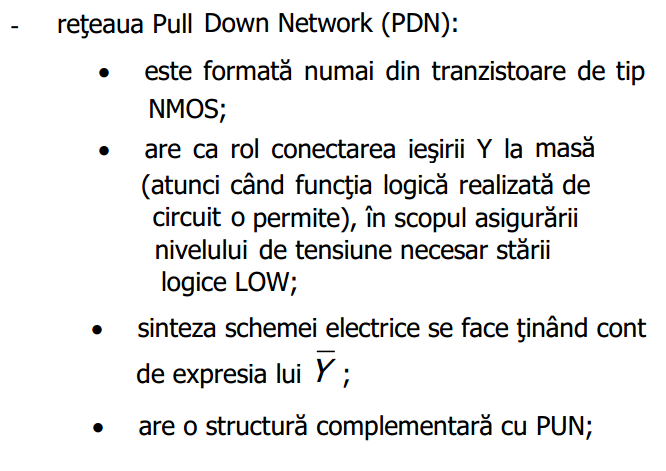 - reţeaua Pull Down Network (PDN):
• este formată numai din tranzistoare de tip
NMOS;
• are ca rol conectarea ieşirii Y la masă
(atunci când funcţia logică realizată de
circuit o permite), în scopul asigurării
nivelului de tensiune necesar stării
logice LOW;
• sinteza schemei electrice se face ţinând cont
de expresia lui Y̅ ;
• are o structură complementară cu PUN;